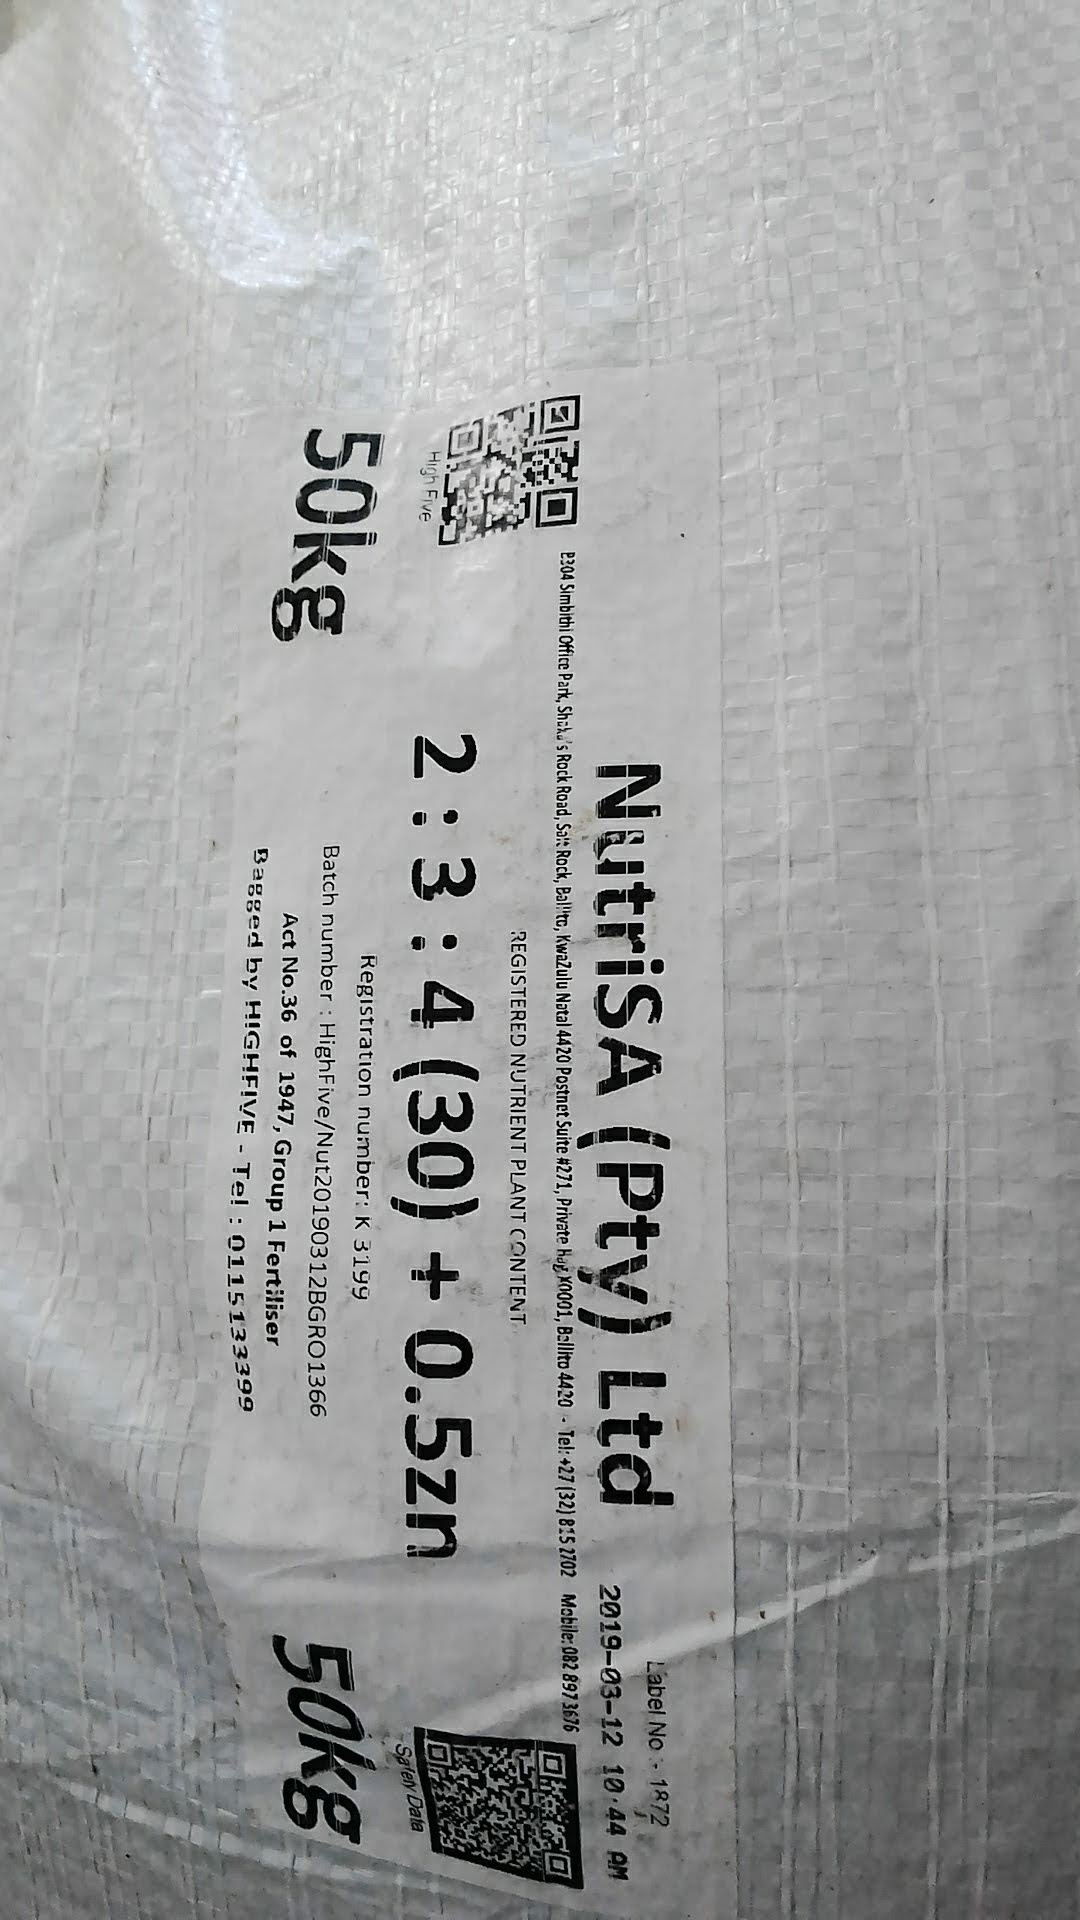 Label No :- 1872
NutriSA (Pty) Ltd
2019-03-12 10:44 AM
B304 Simbithi Office Park, Shaka's Rock Road, Salt Rock, Ballito, KwaZulu Natal 4420 Postnet Suite #271, Private Bag X0001, Ballito 4420 - Tel: +27 (32) 815 2702 Mobile: 082 897 3676
REGISTERED NUTRIENT PLANT CONTENT
High Five
2 : 3 : 4 (30) + 0.5zn
Safety Data
Registration number: K 3199
50kg
Batch number : HighFive/Nut20190312BGRO1366
50kg
Act No.36 of 1947, Group 1 Fertiliser
Bagged by HIGHFIVE - Tel : 0115133399